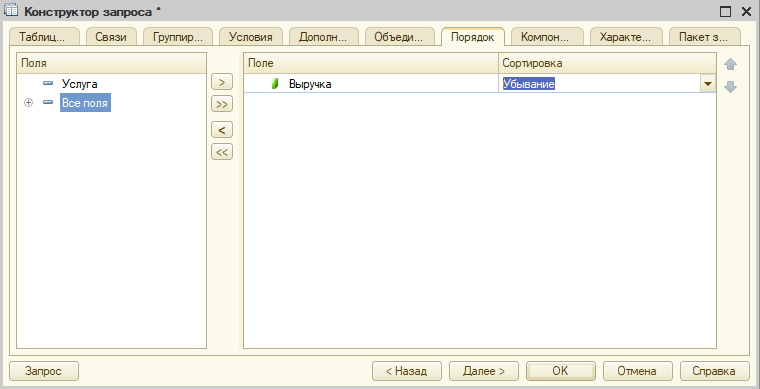 Конструктор запроса *
Таблиц... Связи Группир... Условия Дополн... Объеди... Порядок Компон... Характе... Пакет з...
Поля
Услуга
Все поля
>
>>
<
<<
Поле Сортировка
Выручка Убывание
Запрос < Назад Далее > OK Отмена Справка